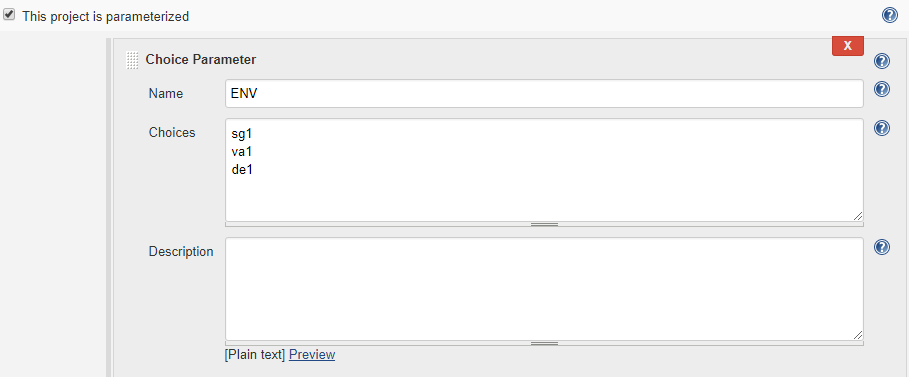 This project is parameterized
X
Choice Parameter
Name
ENV
Choices
sg1
va1
de1
Description
[Plain text] Preview